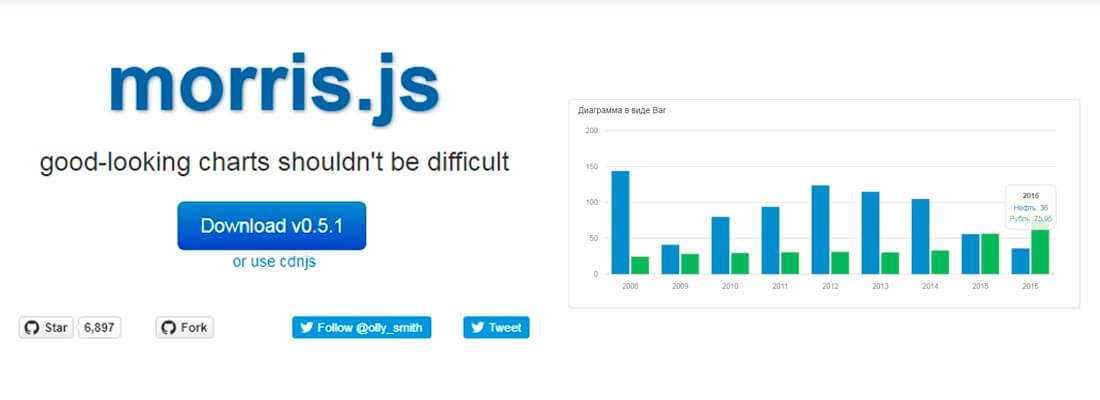 morris.js
good-looking charts shouldn't be difficult
Download v0.5.1
or use cdnjs
Star 6,897 Fork Follow @olly_smith Tweet
Диаграмма в виде Bar
200
150
100
50
0
2016
Нефть: 36
Рубль: 75.95
2008 2009 2010 2011 2012 2013 2014 2015 2016